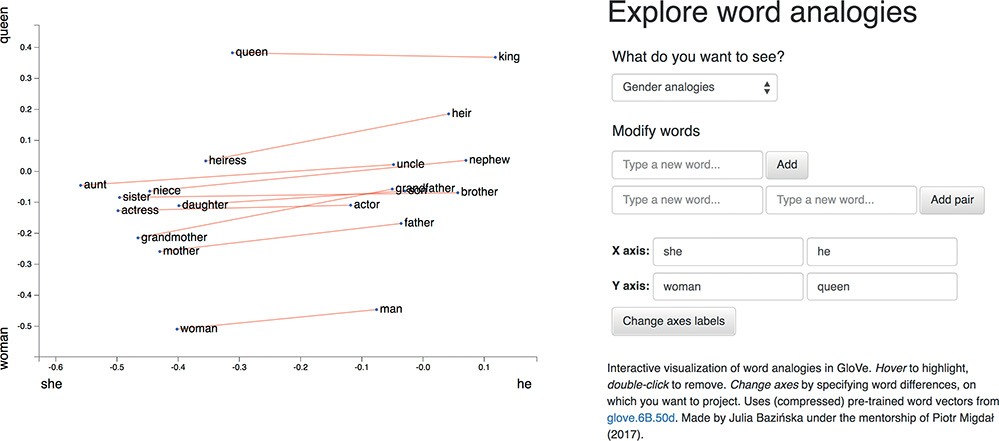 Explore word analogies
What do you want to see?
Gender analogies
Modify words
Type a new word... Add
Type a new word... Type a new word... Add pair
X axis: she he
Y axis: woman queen
Change axes labels
Interactive visualization of word analogies in GloVe. Hover to highlight,
double-click to remove. Change axes by specifying word differences, on
which you want to project. Uses (compressed) pre-trained word vectors from
glove.6B.50d. Made by Julia Bazińska under the mentorship of Piotr Migdał
(2017).
queen
0.4
0.3
0.2
0.1
0.0
-0.1
-0.2
-0.3
-0.4
-0.5
woman
queen
king
heir
heiress
uncle
nephew
aunt
niece
sister
grandfather
son
brother
daughter
actress
actor
father
grandmother
mother
man
woman
-0.6 -0.5 -0.4 -0.3 -0.2 -0.1 -0.0 0.1
she he